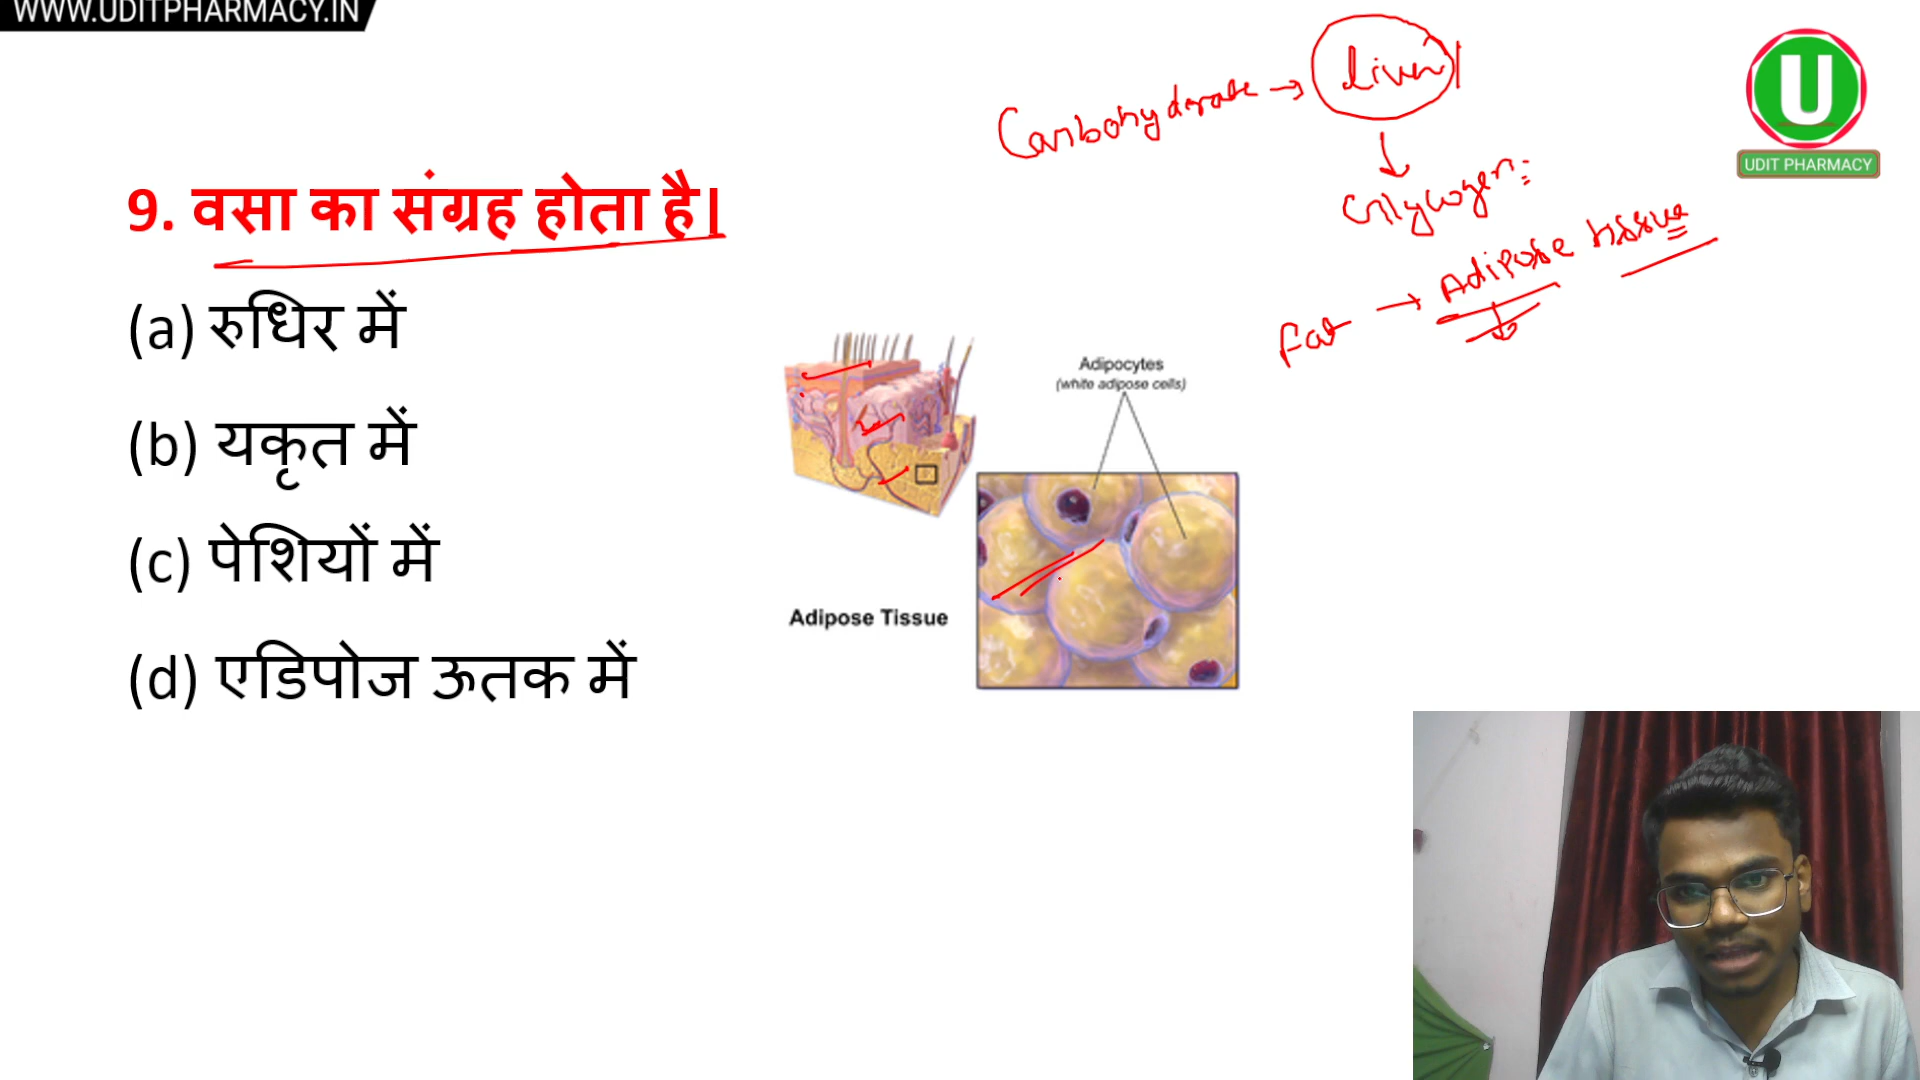 WWW.UDITPHARMACY.IN
Carbohydrate → Liver
↓
Glycogen
U
UDIT PHARMACY
9. वसा का संग्रह होता है।
Fat → Adipose tissue
(a) रुधिर में
(b) यकृत में
(c) पेशियों में
(d) एडिपोज ऊतक में
Adipocytes
(white adipose cells)
Adipose Tissue